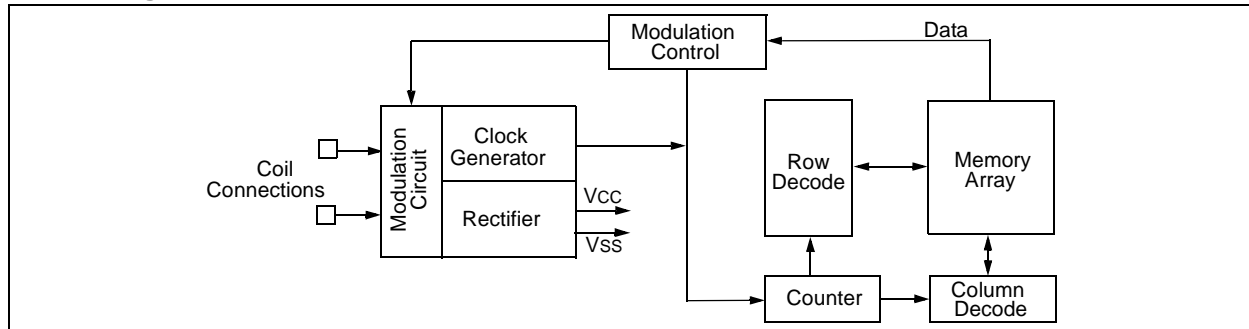 Modulation
Control
Data
Modulation
Circuit
Clock
Generator
Rectifier
VCC
VSS
Coil
Connections
Row
Decode
Memory
Array
Counter
Column
Decode